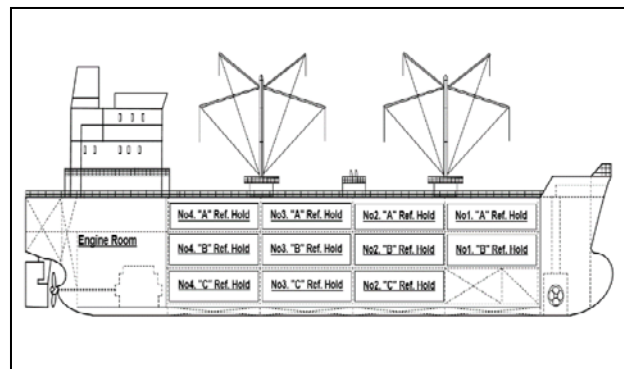 No4. "A" Ref. Hold No3. "A" Ref. Hold No2. "A" Ref. Hold No1. "A" Ref. Hold
Engine Room No4. "B" Ref. Hold No3. "B" Ref. Hold No2. "B" Ref. Hold No1. "B" Ref. Hold
No4. "C" Ref. Hold No3. "C" Ref. Hold No2. "C" Ref. Hold